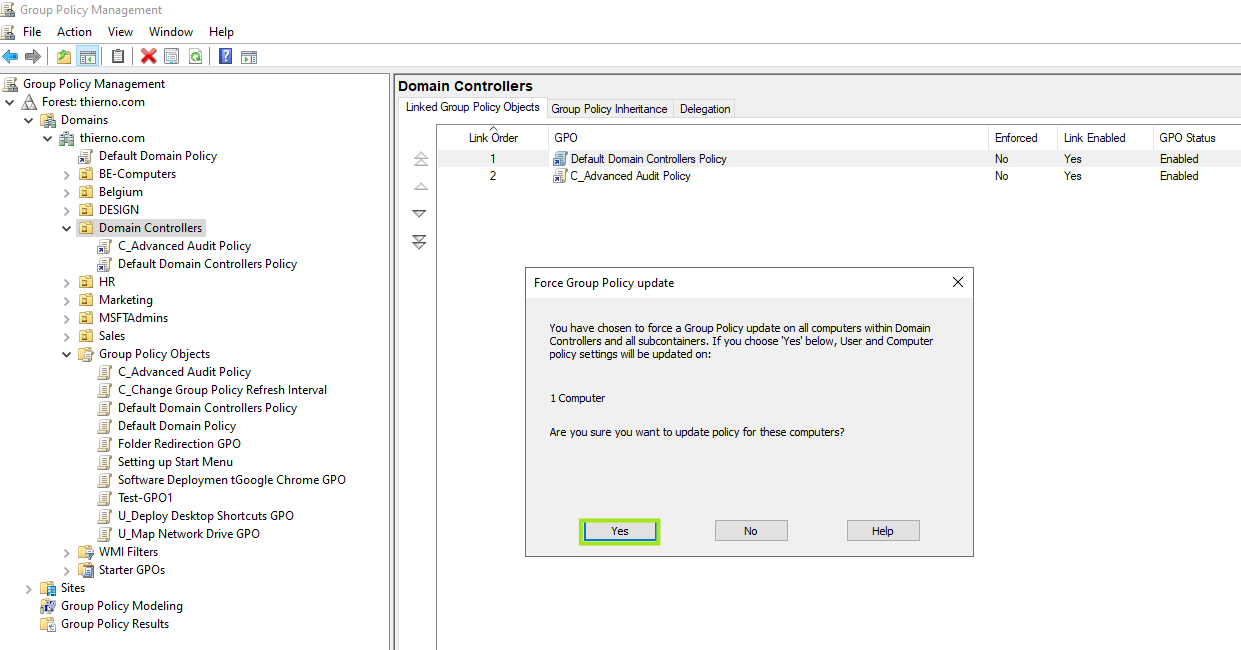 Group Policy Management
File Action View Window Help
Group Policy Management
Forest: thierno.com
Domains
thierno.com
Default Domain Policy
BE-Computers
Belgium
DESIGN
Domain Controllers
C_Advanced Audit Policy
Default Domain Controllers Policy
HR
Marketing
MSFTAdmins
Sales
Group Policy Objects
C_Advanced Audit Policy
C_Change Group Policy Refresh Interval
Default Domain Controllers Policy
Default Domain Policy
Folder Redirection GPO
Setting up Start Menu
Software Deploymen tGoogle Chrome GPO
Test-GPO1
U_Deploy Desktop Shortcuts GPO
U_Map Network Drive GPO
WMI Filters
Starter GPOs
Sites
Group Policy Modeling
Group Policy Results
Domain Controllers
Linked Group Policy Objects Group Policy Inheritance Delegation
Link Order GPO Enforced Link Enabled GPO Status
1 Default Domain Controllers Policy No Yes Enabled
2 C_Advanced Audit Policy No Yes Enabled
Force Group Policy update
You have chosen to force a Group Policy update on all computers within Domain
Controllers and all subcontainers. If you choose 'Yes' below, User and Computer
policy settings will be updated on:
1 Computer
Are you sure you want to update policy for these computers?
Yes No Help